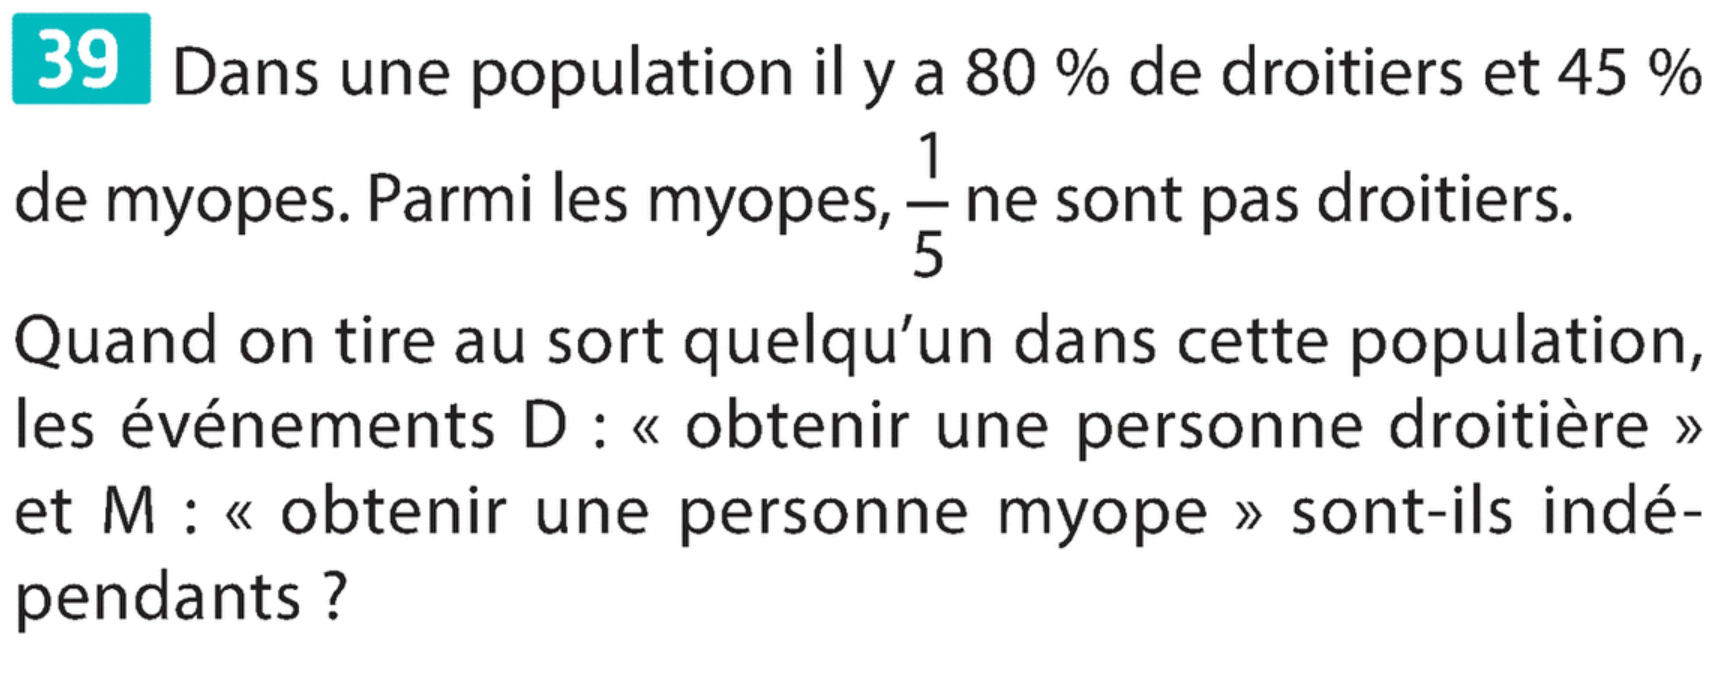 39 Dans une population il y a 80 % de droitiers et 45 %
de myopes. Parmi les myopes, 1/5 ne sont pas droitiers.
Quand on tire au sort quelqu’un dans cette population,
les événements D : « obtenir une personne droitière »
et M : « obtenir une personne myope » sont-ils indé-
pendants ?